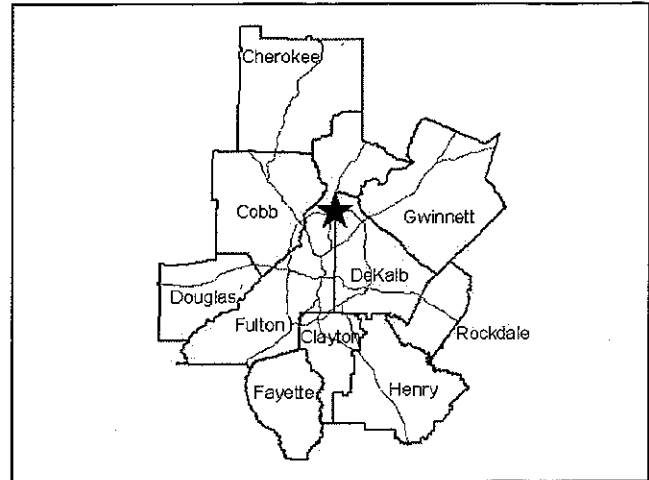 Cherokee
Cobb
Gwinnett
DeKalb
Douglas
Fulton
Clayton
Rockdale
Fayette
Henry